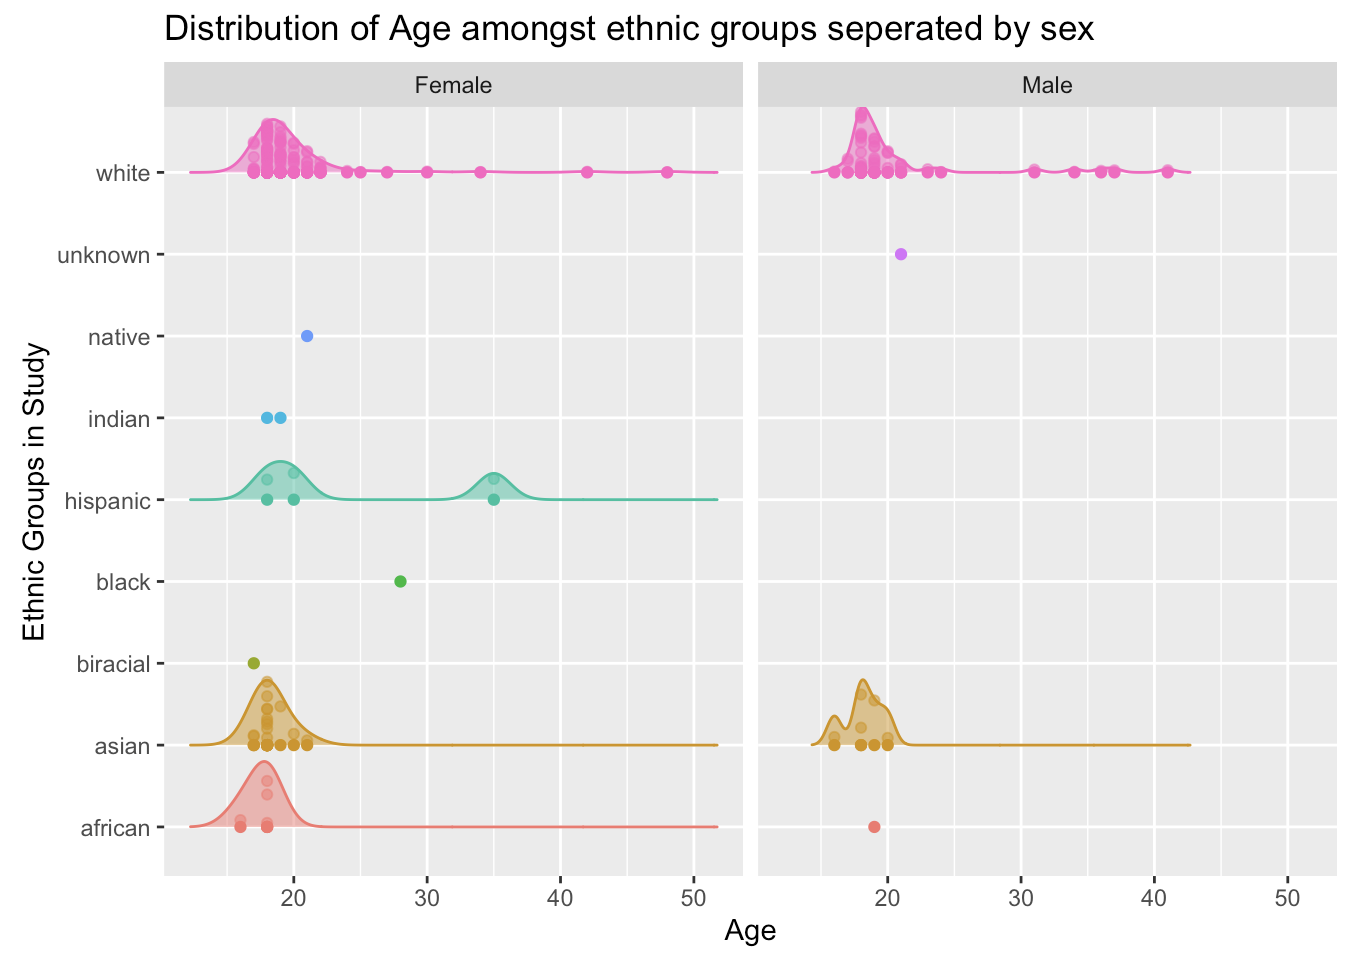 Distribution of Age amongst ethnic groups seperated by sex
Female
Male
Ethnic Groups in Study
white
unknown
native
indian
hispanic
black
biracial
asian
african
20 30 40 50
20 30 40 50
Age